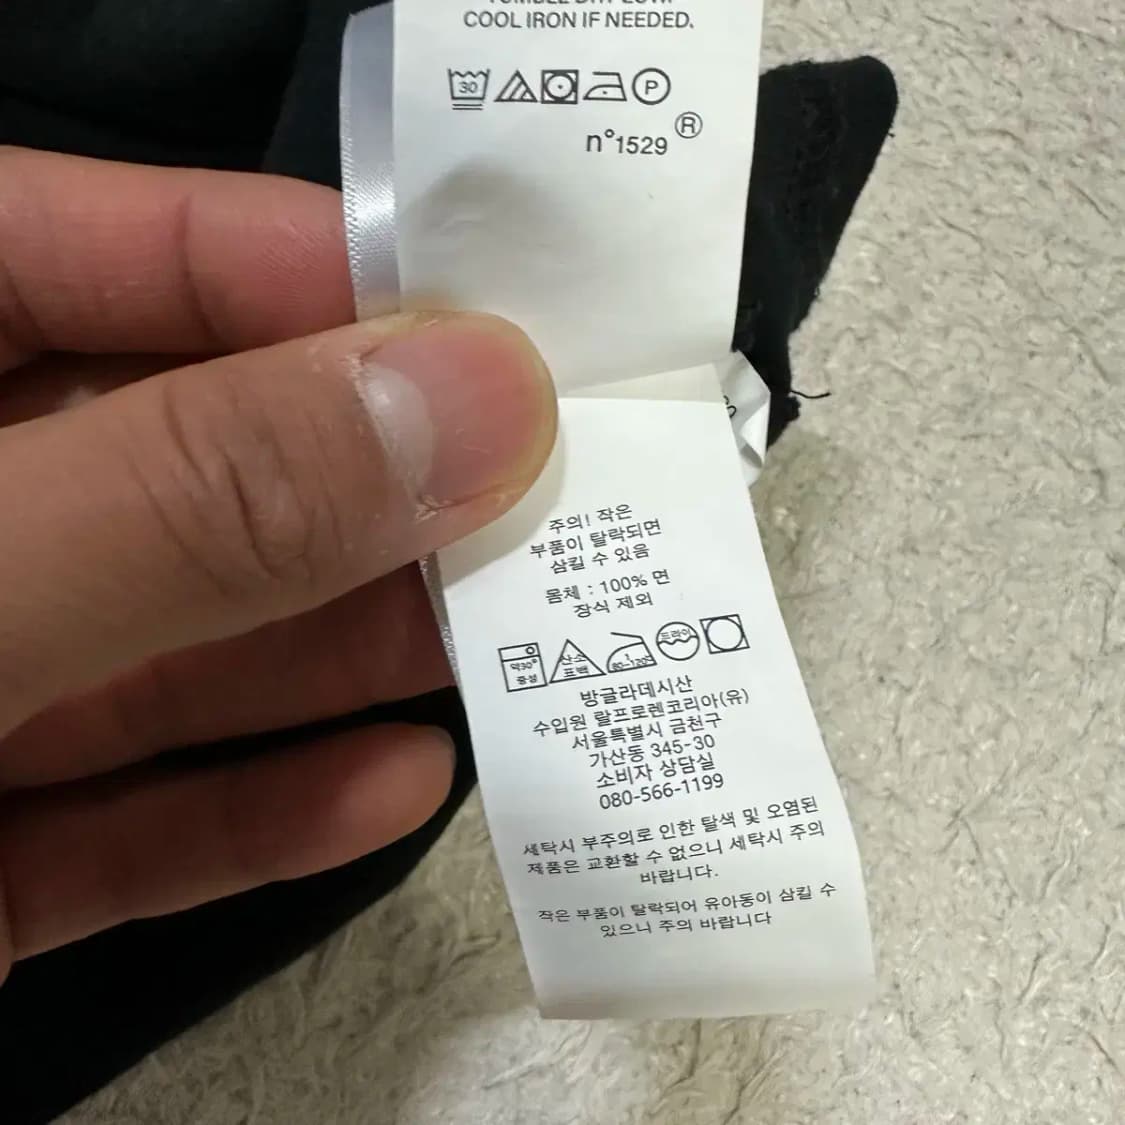 COOL IRON IF NEEDED.
30
P
n°1529 ®
주의! 작은
부품이 탈락되면
삼킬 수 있음
몸체 : 100% 면
장식 제외
약30°
중성
산소
표백
1
80~120℃
드라이
방글라데시산
수입원 랄프로렌코리아(유)
서울특별시 금천구
가산동 345-30
소비자 상담실
080-566-1199
세탁시 부주의로 인한 탈색 및 오염된
제품은 교환할 수 없으니 세탁시 주의
바랍니다.
작은 부품이 탈락되어 유아동이 삼킬 수
있으니 주의 바랍니다